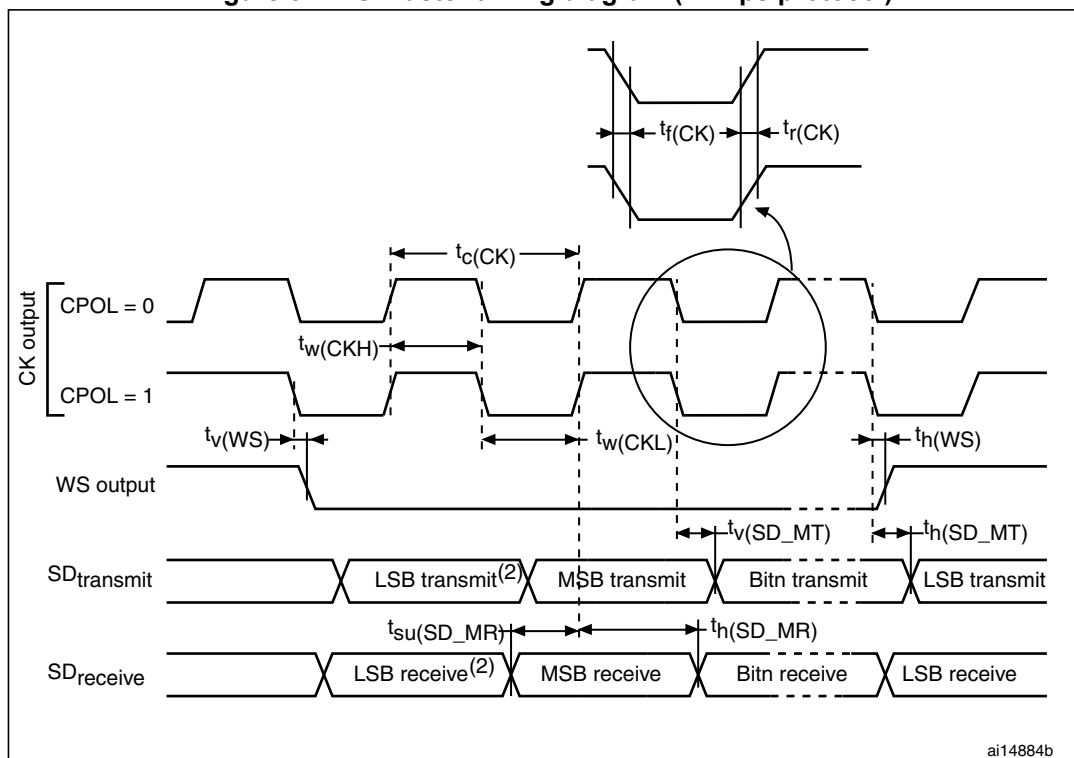 tf(CK)
tr(CK)
tc(CK)
CK output
CPOL = 0
tw(CKH)
CPOL = 1
tv(WS)
tw(CKL)
th(WS)
WS output
tv(SD_MT)
th(SD_MT)
SDtransmit
LSB transmit(2)
MSB transmit
Bitn transmit
LSB transmit
tsu(SD_MR)
th(SD_MR)
SDreceive
LSB receive(2)
MSB receive
Bitn receive
LSB receive
ai14884b